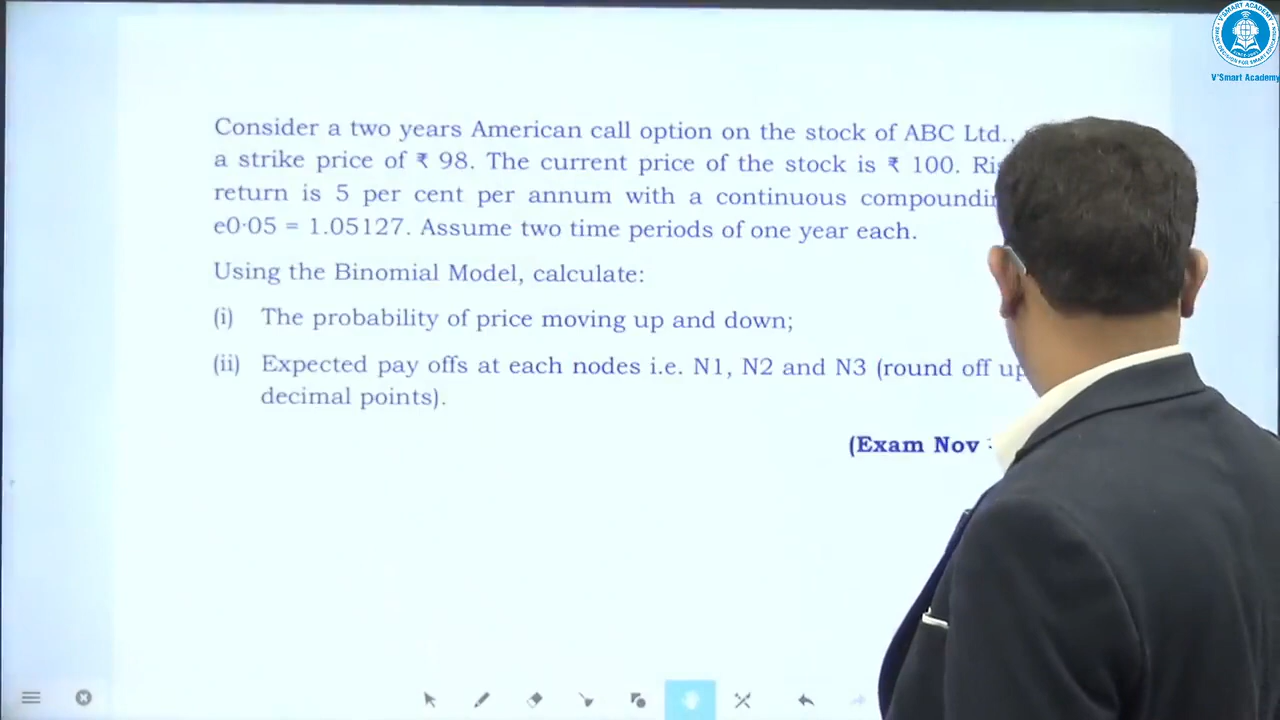 Consider a two years American call option on the stock of ABC Ltd.,
a strike price of ₹ 98. The current price of the stock is ₹ 100.
return is 5 per cent per annum with a continuous
e0·05 = 1.05127. Assume two time periods of one year each.
Using the Binomial Model, calculate:
(i) The probability of price moving up and down;
(ii) Expected pay offs at each nodes i.e. N1, N2 and N3 (round off
decimal points).
(Exam Nov
V'SMART ACADEMY
V'Smart Academy